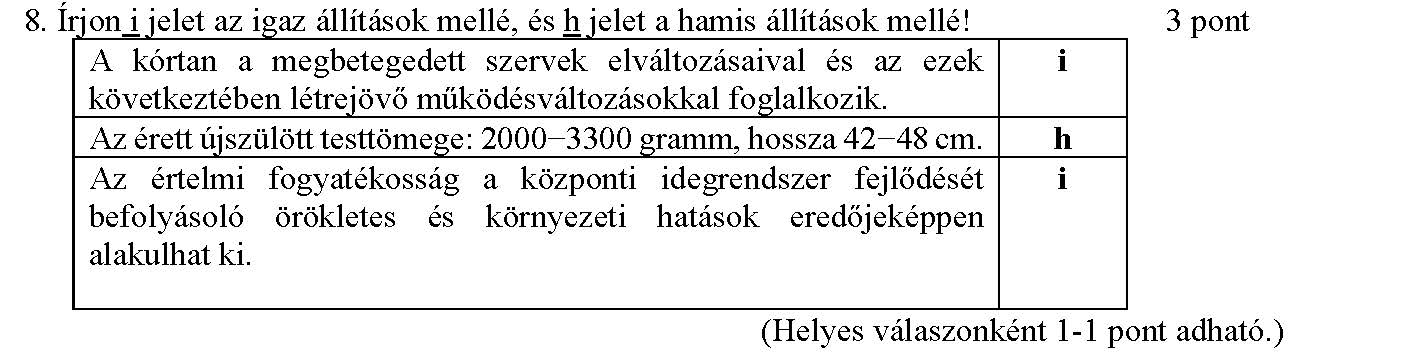 8. Írjon i jelet az igaz állítások mellé, és h jelet a hamis állítások mellé! 3 pont
A kórtan a megbetegedett szervek elváltozásaival és az ezek i
következtében létrejövő működésváltozásokkal foglalkozik.
Az érett újszülött testtömege: 2000−3300 gramm, hossza 42−48 cm. h
Az értelmi fogyatékosság a központi idegrendszer fejlődését i
befolyásoló örökletes és környezeti hatások eredőjeképpen
alakulhat ki.
(Helyes válaszonként 1-1 pont adható.)